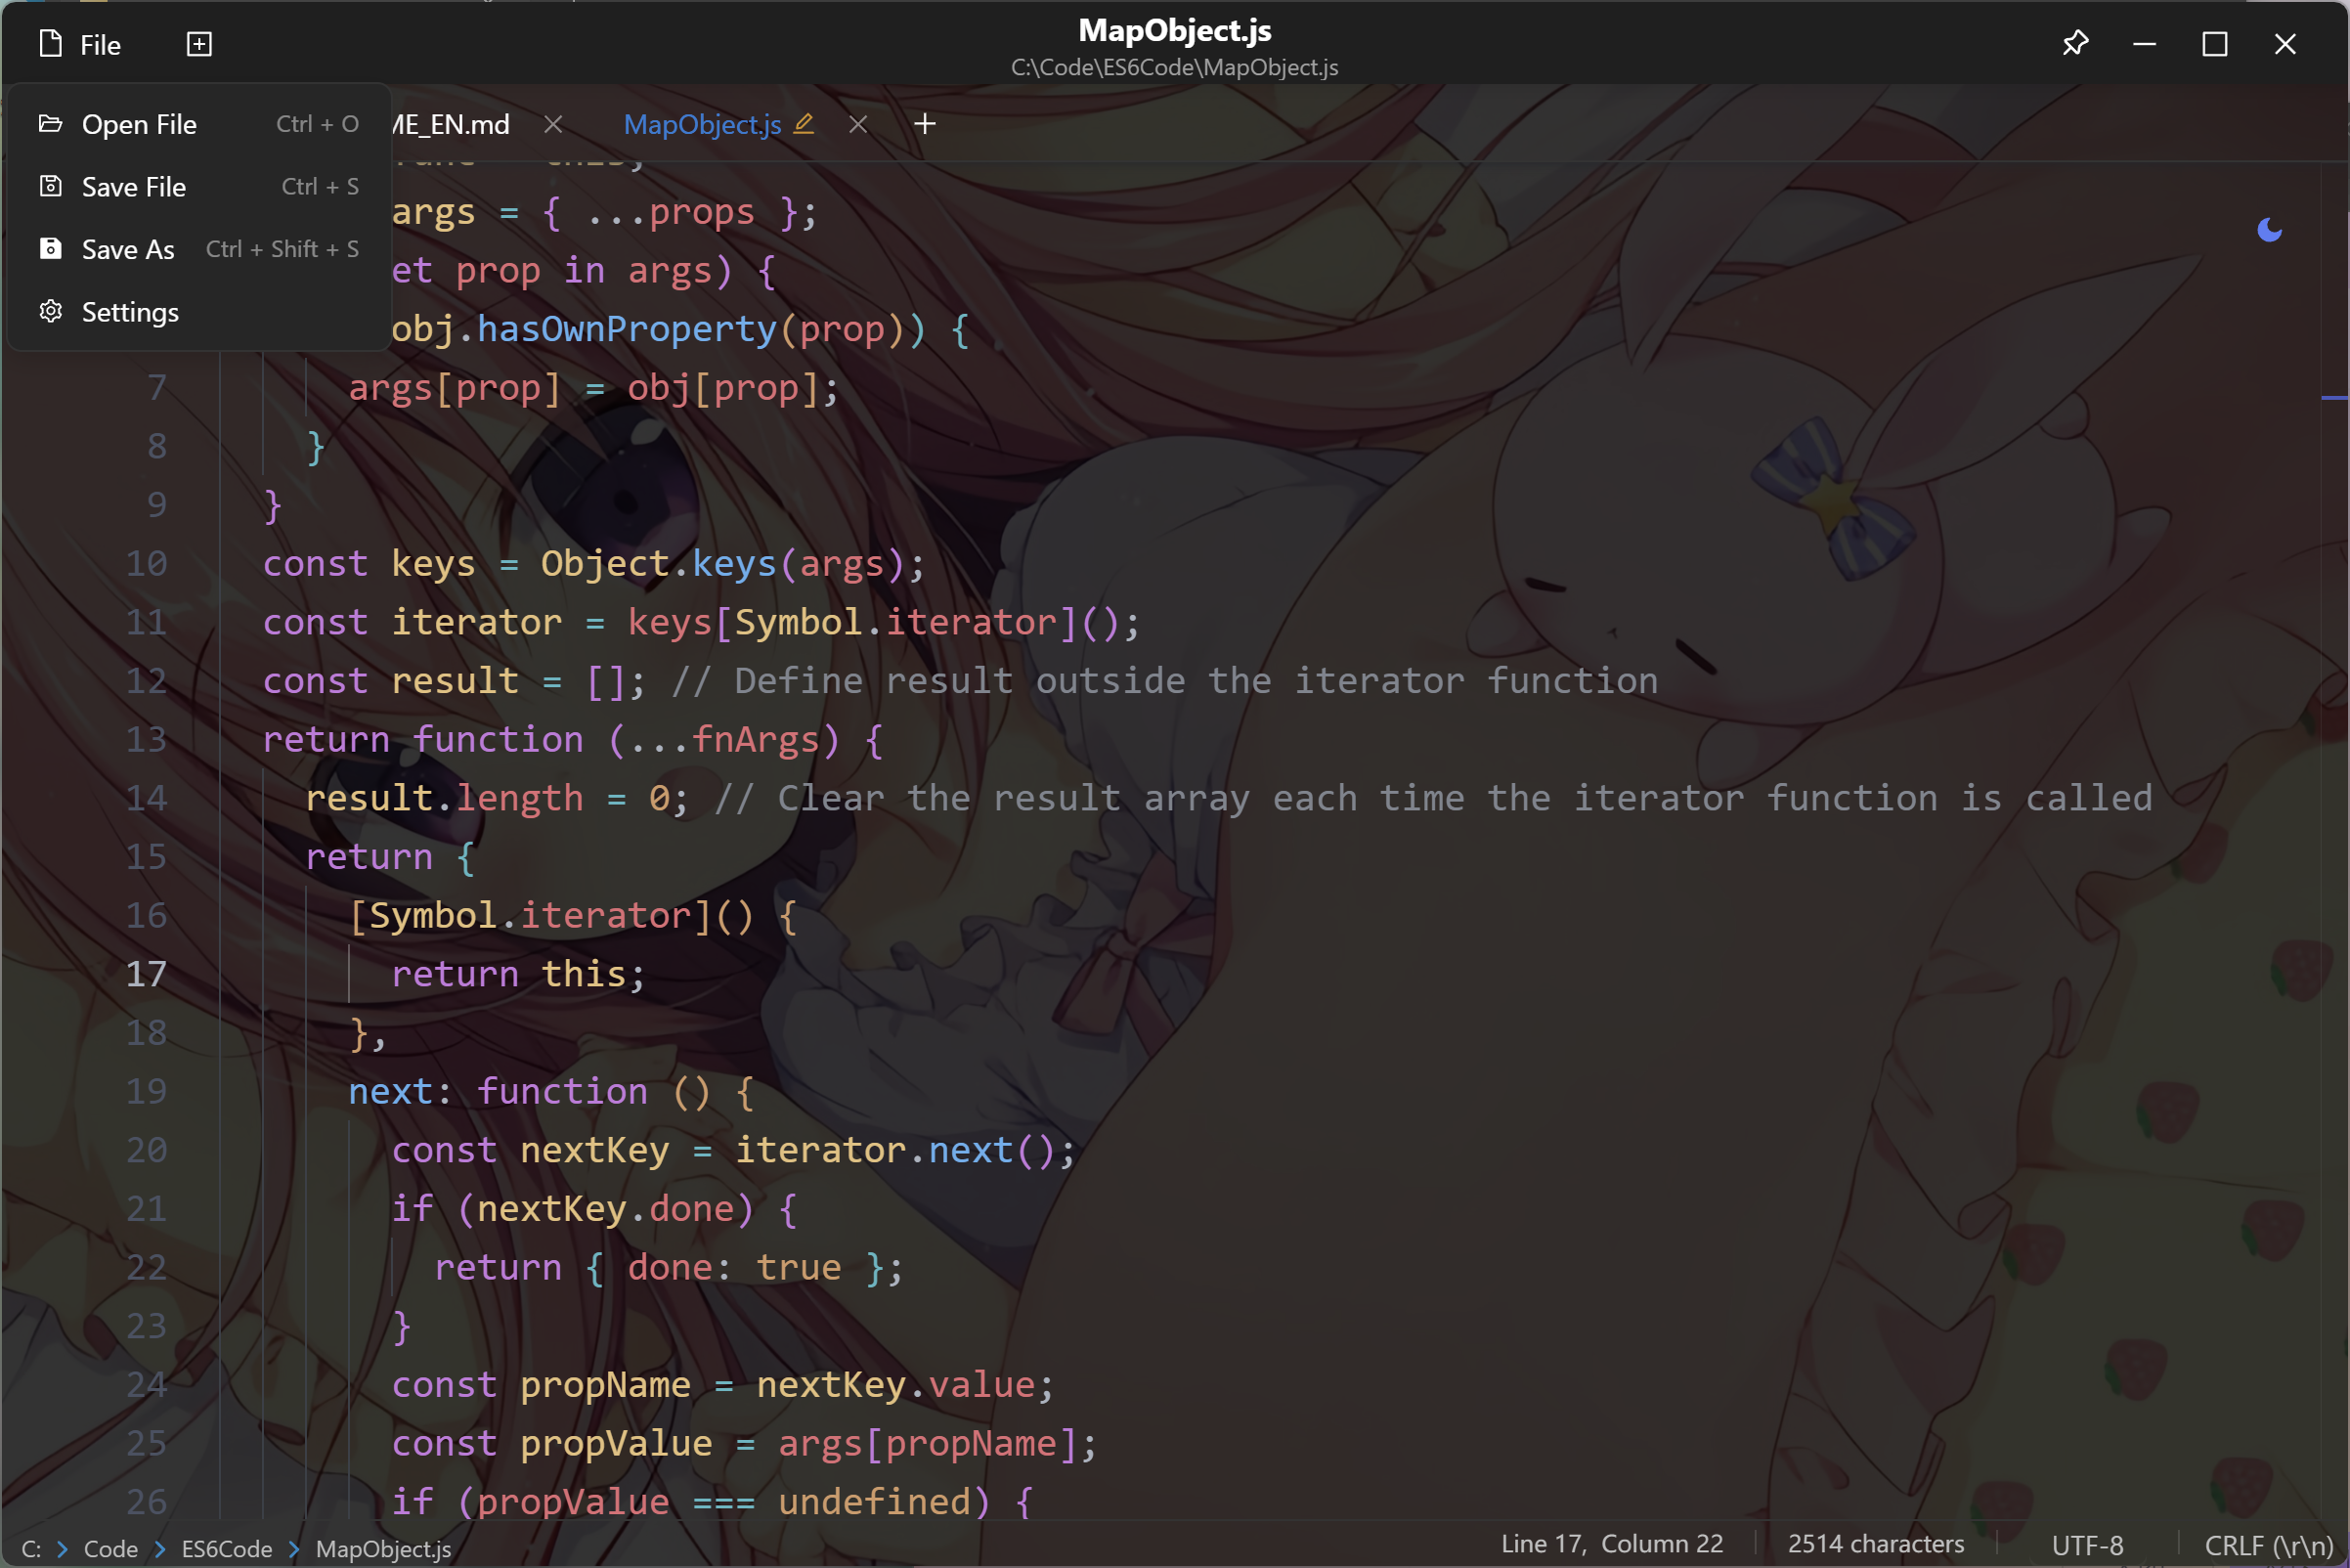 File
MapObject.js
C:\Code\ES6Code\MapObject.js
Open File Ctrl + O
Save File Ctrl + S
Save As Ctrl + Shift + S
Settings
ME_EN.md MapObject.js
args = { ...props };
et prop in args) {
obj.hasOwnProperty(prop)) {
7 args[prop] = obj[prop];
8 }
9 }
10 const keys = Object.keys(args);
11 const iterator = keys[Symbol.iterator]();
12 const result = []; // Define result outside the iterator function
13 return function (...fnArgs) {
14 result.length = 0; // Clear the result array each time the iterator function is called
15 return {
16 [Symbol.iterator]() {
17 return this;
18 },
19 next: function () {
20 const nextKey = iterator.next();
21 if (nextKey.done) {
22 return { done: true };
23 }
24 const propName = nextKey.value;
25 const propValue = args[propName];
26 if (propValue === undefined) {
C: > Code > ES6Code > MapObject.js Line 17, Column 22 2514 characters UTF-8 CRLF (\r\n)